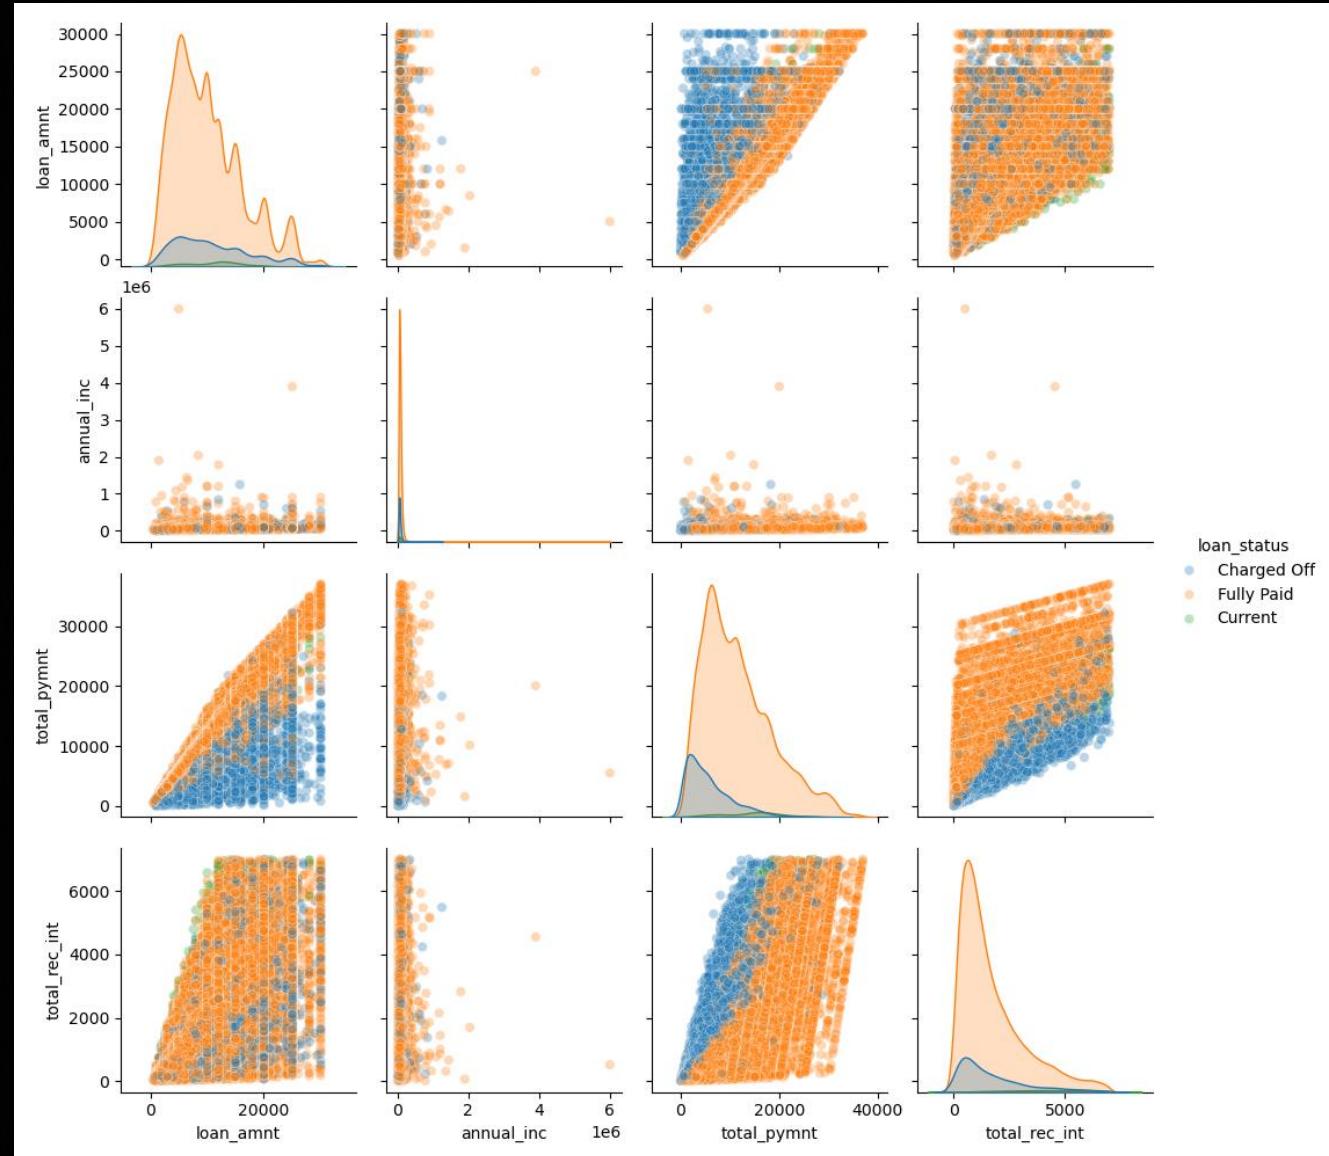 30000
25000
20000
15000
10000
5000
0
loan_amnt
1e6
6
5
4
3
2
1
0
annual_inc
loan_status
Charged Off
Fully Paid
Current
30000
20000
10000
0
total_pymnt
6000
4000
2000
0
total_rec_int
0 20000
loan_amnt
0 2 4 6
annual_inc 1e6
0 20000 40000
total_pymnt
0 5000
total_rec_int